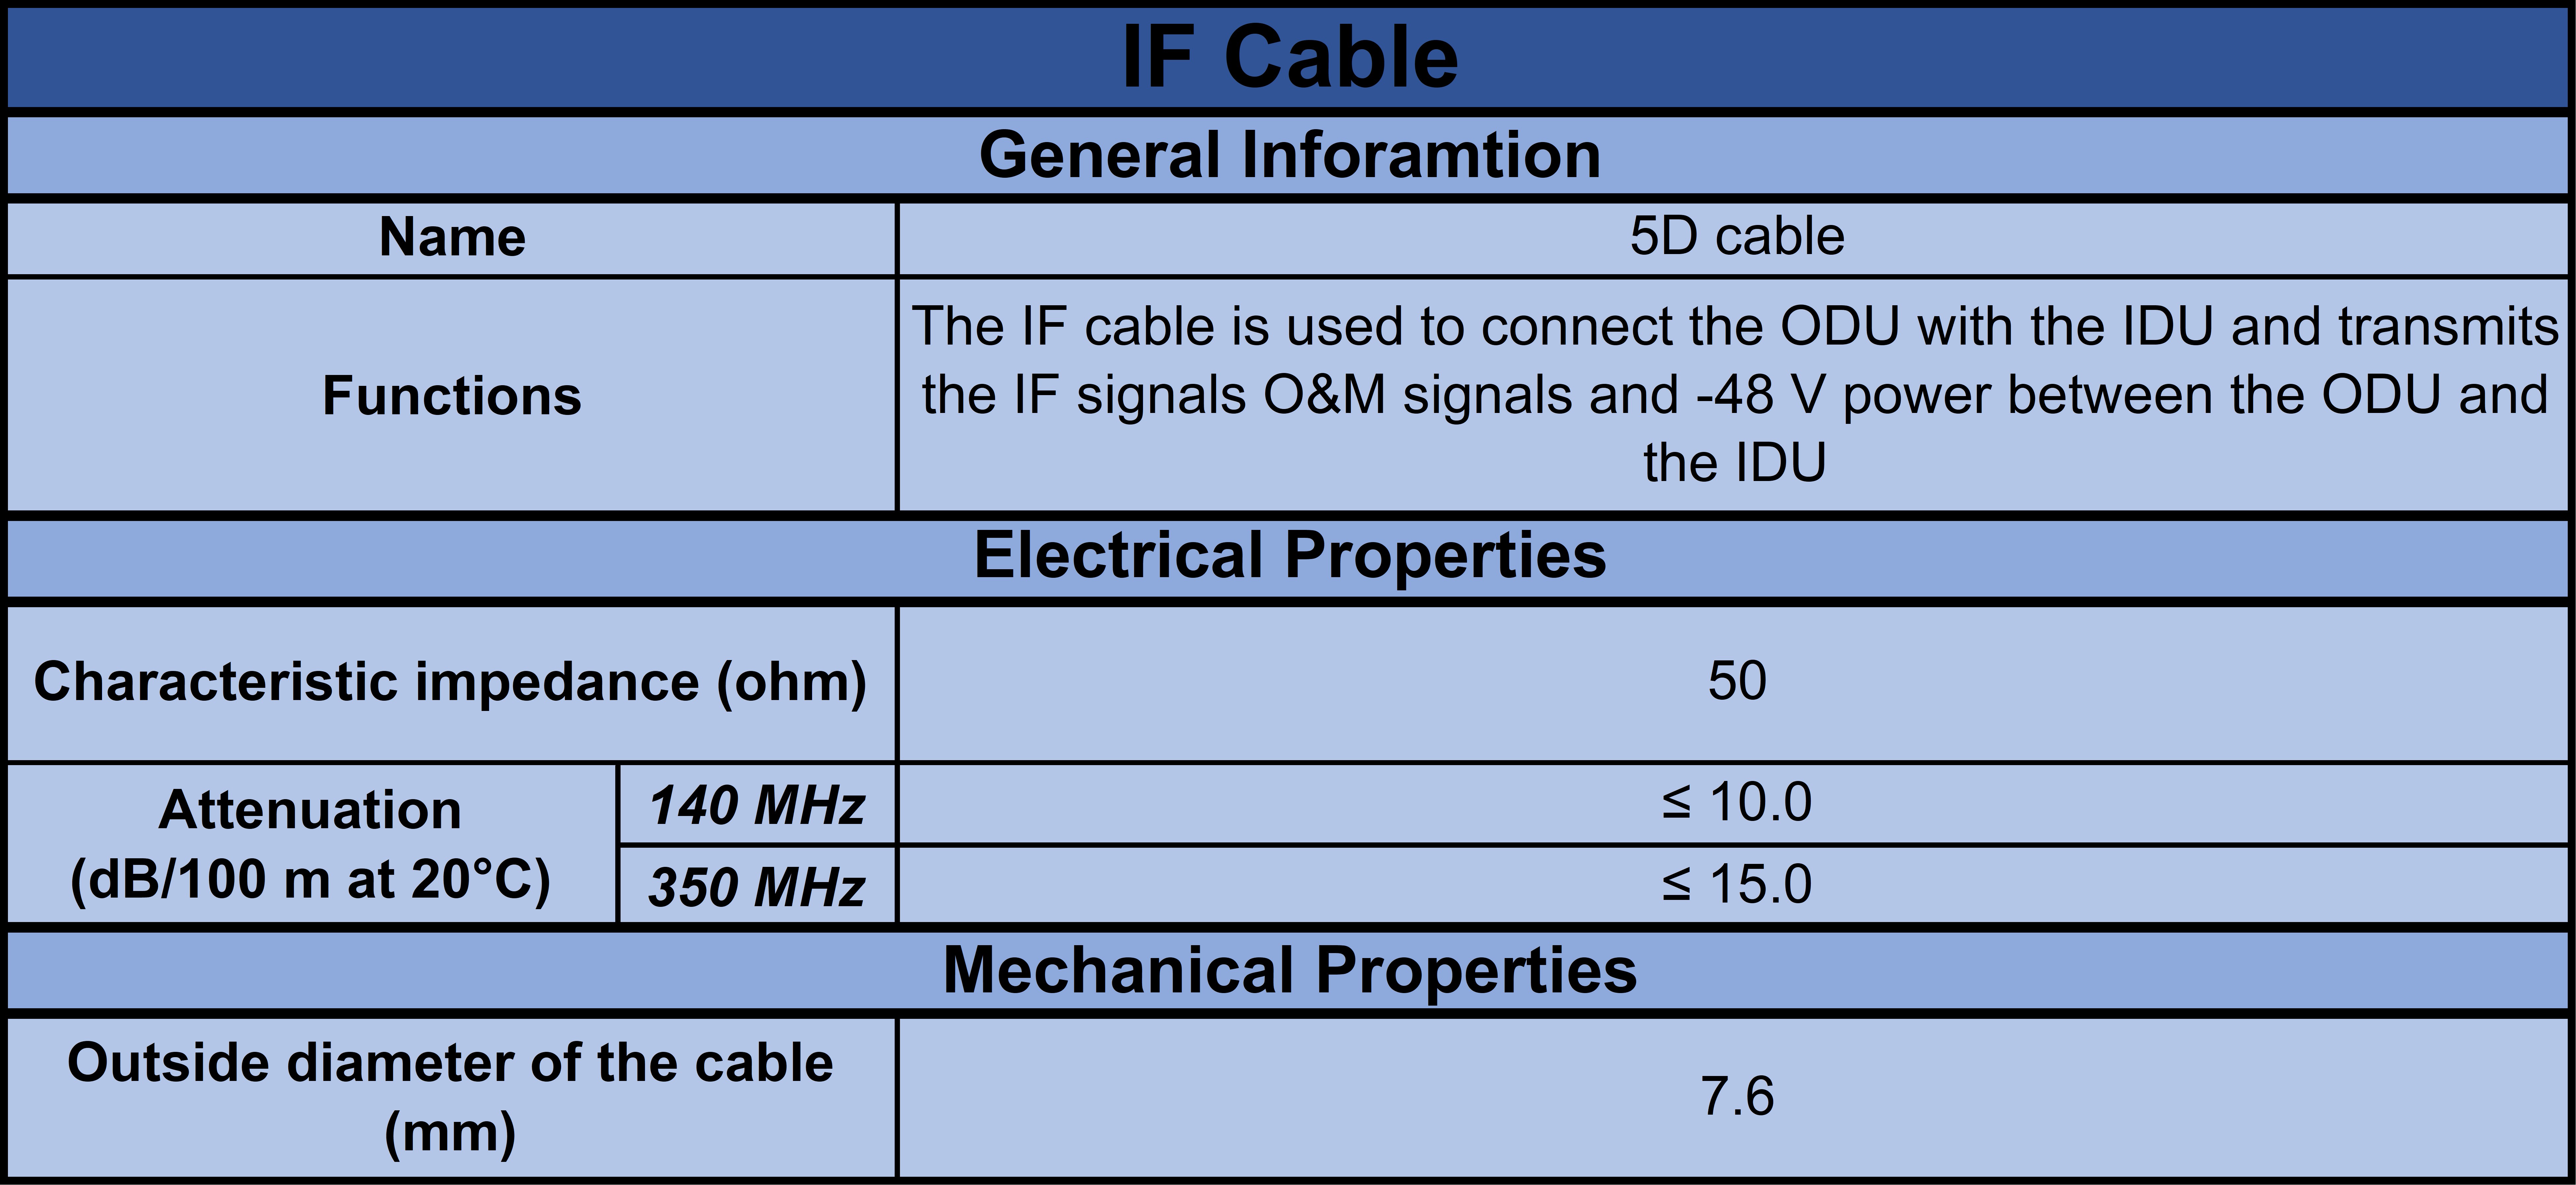 IF Cable
General Inforamtion
Name
5D cable
Functions
The IF cable is used to connect the ODU with the IDU and transmits
the IF signals O&M signals and -48 V power between the ODU and
the IDU
Electrical Properties
Characteristic impedance (ohm)
50
Attenuation
(dB/100 m at 20°C)
140 MHz
≤ 10.0
350 MHz
≤ 15.0
Mechanical Properties
Outside diameter of the cable
(mm)
7.6